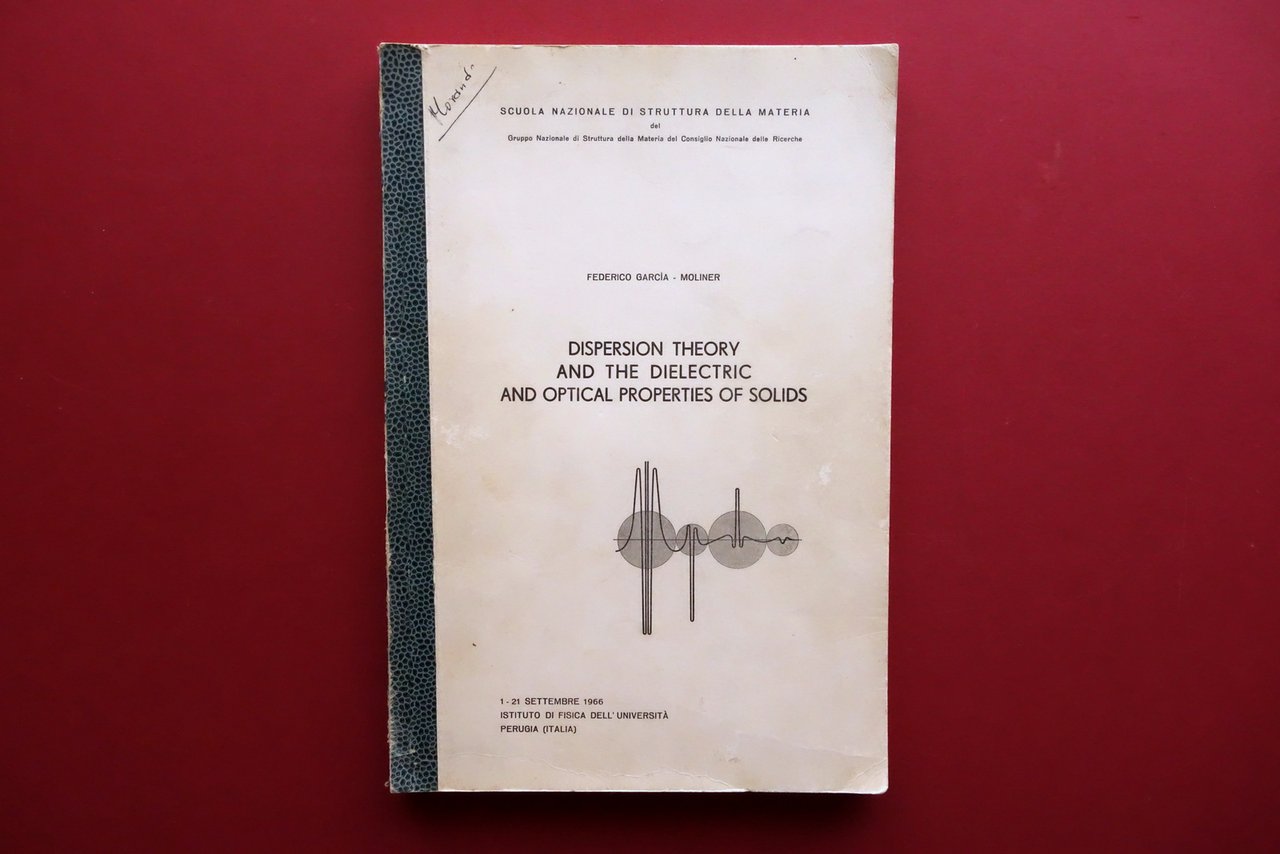 SCUOLA NAZIONALE DI STRUTTURA DELLA MATERIA
del
Gruppo Nazionale di Struttura della Materia del Consiglio Nazionale delle Ricerche
FEDERICO GARCÌA - MOLINER
DISPERSION THEORY
AND THE DIELECTRIC
AND OPTICAL PROPERTIES OF SOLIDS
1 - 21 SETTEMBRE 1966
ISTITUTO DI FISICA DELL' UNIVERSITÀ
PERUGIA (ITALIA)